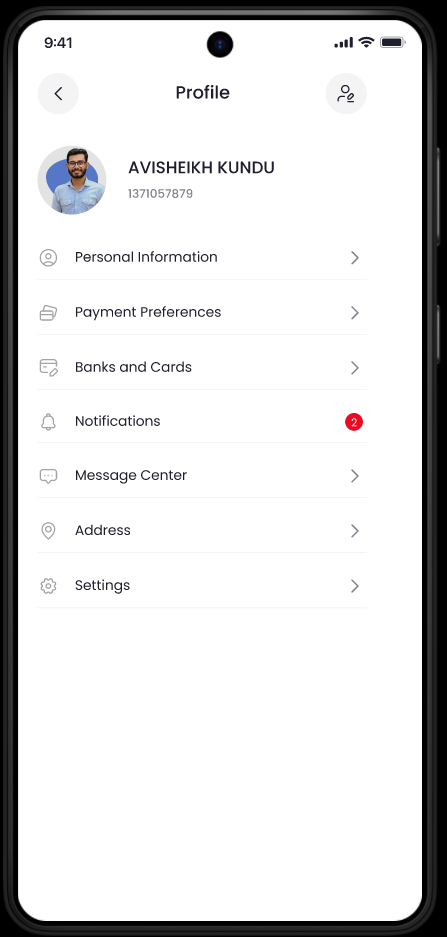 9:41
Profile
AVISHEIKH KUNDU
1371057879
Personal Information
Payment Preferences
Banks and Cards
Notifications
2
Message Center
Address
Settings